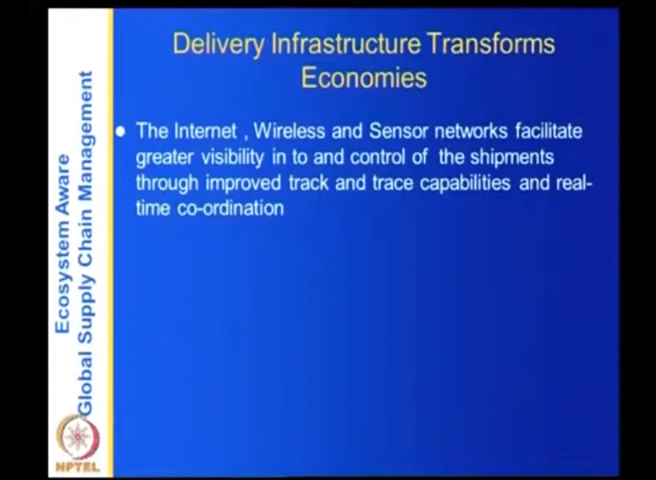 Delivery Infrastructure Transforms
Economies
The Internet , Wireless and Sensor networks facilitate
greater visibility in to and control of the shipments
through improved track and trace capabilities and real-
time co-ordination
Ecosystem Aware
Global Supply Chain Management
NPTEL